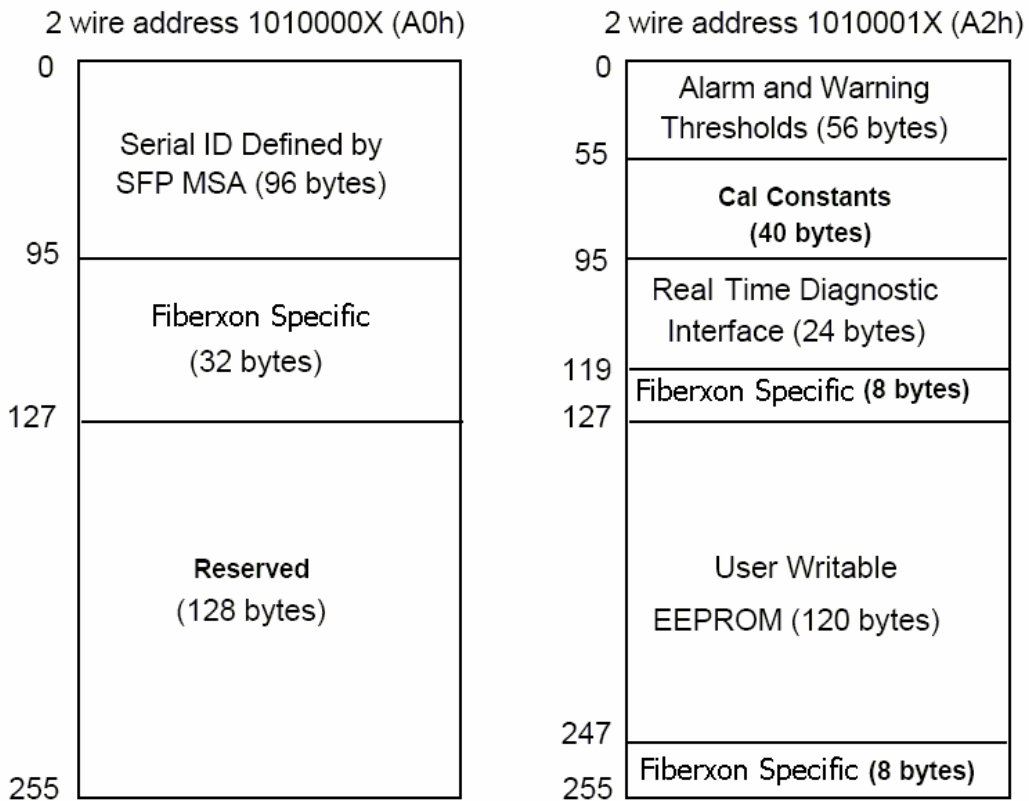 2 wire address 1010000X (A0h)
0
Serial ID Defined by
SFP MSA (96 bytes)
95
Fiberxon Specific
(32 bytes)
127
Reserved
(128 bytes)
255
2 wire address 1010001X (A2h)
0
Alarm and Warning
Thresholds (56 bytes)
55
Cal Constants
(40 bytes)
95
Real Time Diagnostic
Interface (24 bytes)
119
Fiberxon Specific (8 bytes)
127
User Writable
EEPROM (120 bytes)
247
Fiberxon Specific (8 bytes)
255